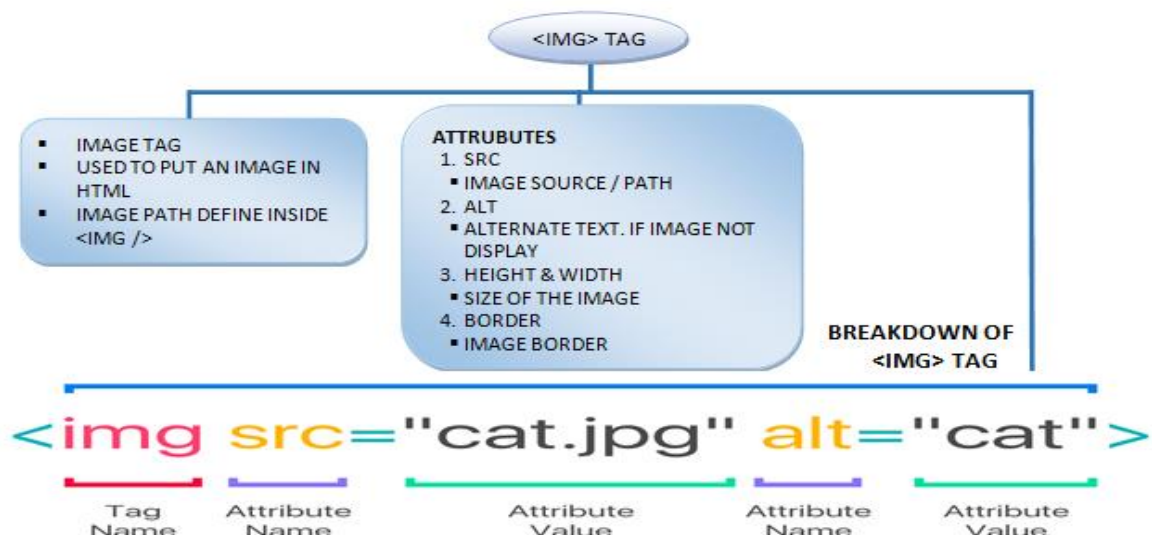 <IMG> TAG
▪ IMAGE TAG
▪ USED TO PUT AN IMAGE IN
HTML
▪ IMAGE PATH DEFINE INSIDE
<IMG />
ATTRUBUTES
1. SRC
▪ IMAGE SOURCE / PATH
2. ALT
▪ ALTERNATE TEXT. IF IMAGE NOT
DISPLAY
3. HEIGHT & WIDTH
▪ SIZE OF THE IMAGE
4. BORDER
▪ IMAGE BORDER
BREAKDOWN OF
<IMG> TAG
<img src="cat.jpg" alt="cat">
Tag
Name
Attribute
Name
Attribute
Value
Attribute
Name
Attribute
Value